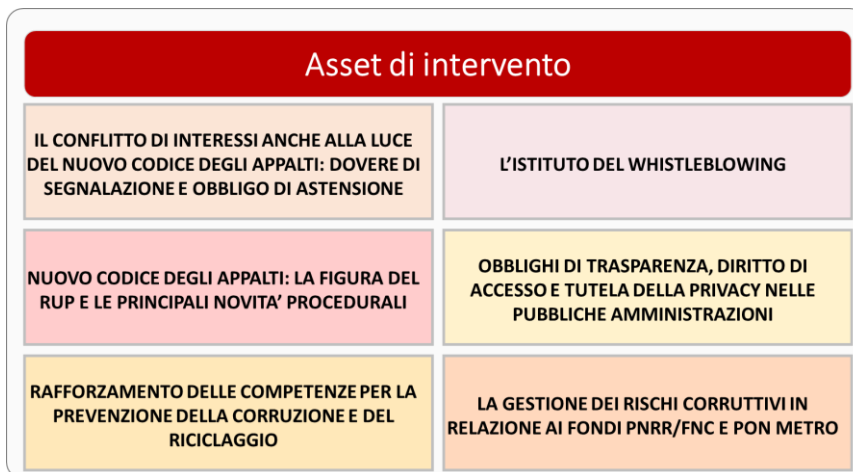 Asset di intervento
IL CONFLITTO DI INTERESSI ANCHE ALLA LUCE
DEL NUOVO CODICE DEGLI APPALTI: DOVERE DI
SEGNALAZIONE E OBBLIGO DI ASTENSIONE
L'ISTITUTO DEL WHISTLEBLOWING
NUOVO CODICE DEGLI APPALTI: LA FIGURA DEL
RUP E LE PRINCIPALI NOVITA' PROCEDURALI
OBBLIGHI DI TRASPARENZA, DIRITTO DI
ACCESSO E TUTELA DELLA PRIVACY NELLE
PUBBLICHE AMMINISTRAZIONI
RAFFORZAMENTO DELLE COMPETENZE PER LA
PREVENZIONE DELLA CORRUZIONE E DEL
RICICLAGGIO
LA GESTIONE DEI RISCHI CORRUTTIVI IN
RELAZIONE AI FONDI PNRR/FNC E PON METRO